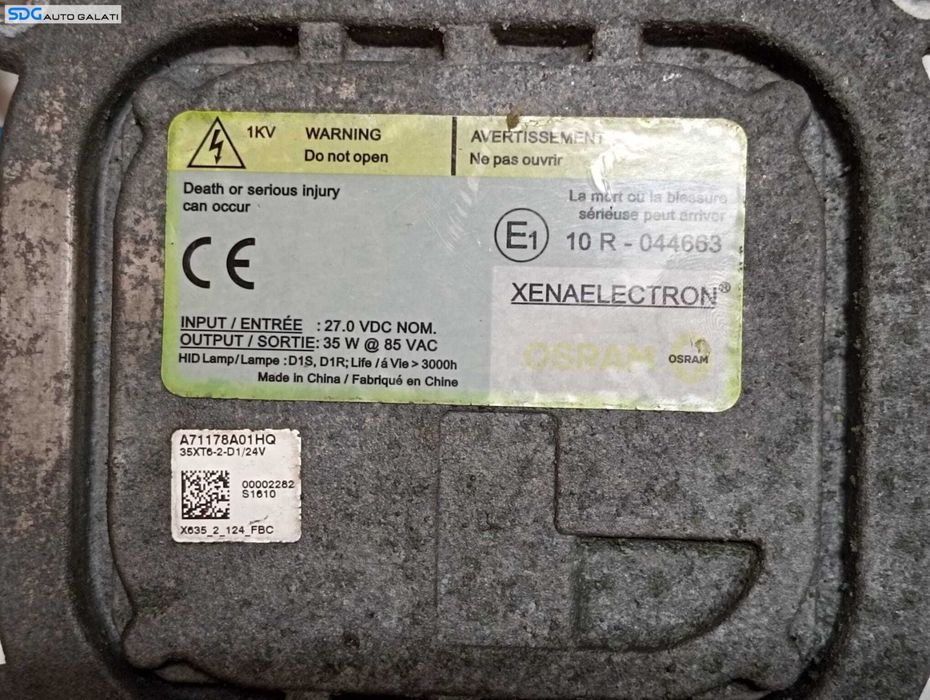 SDG AUTO GALATI
1KV
WARNING
Do not open
AVERTISSEMENT
Ne pas ouvrir
Death or serious injury
can occur
La mort ou la blessure
sérieuse peut arriver
CE
E1
10 R - 044663
XENAELECTRON®
INPUT / ENTRÉE : 27.0 VDC NOM.
OUTPUT / SORTIE: 35 W @ 85 VAC
HID Lamp/Lampe : D1S, D1R; Life / á Vie > 3000h
Made in China / Fabriqué en Chine
OSRAM
OSRAM
A71178A01HQ
35XT6-2-D1/24V
00002282
S1610
X635_2_124_FBC